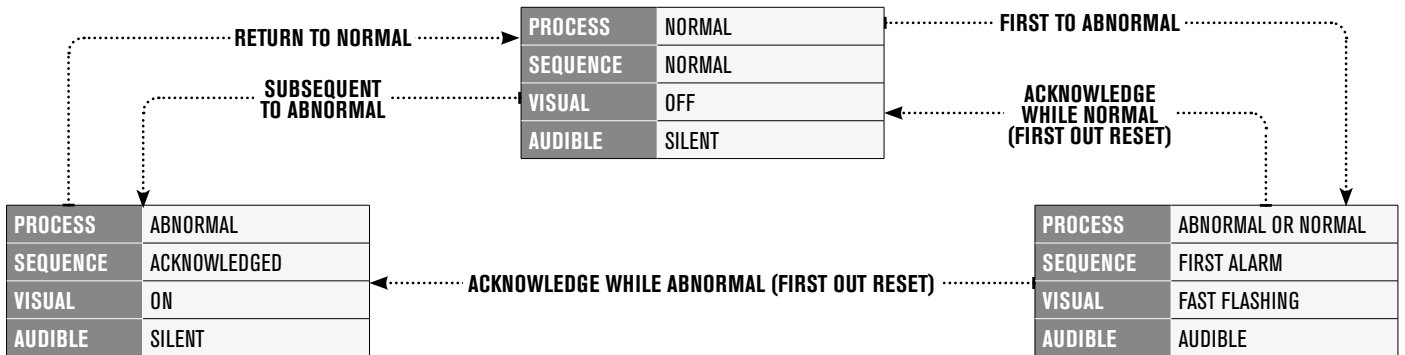 PROCESS NORMAL
SEQUENCE NORMAL
VISUAL OFF
AUDIBLE SILENT
RETURN TO NORMAL
FIRST TO ABNORMAL
SUBSEQUENT
TO ABNORMAL
ACKNOWLEDGE
WHILE NORMAL
(FIRST OUT RESET)
PROCESS ABNORMAL
SEQUENCE ACKNOWLEDGED
VISUAL ON
AUDIBLE SILENT
ACKNOWLEDGE WHILE ABNORMAL (FIRST OUT RESET)
PROCESS ABNORMAL OR NORMAL
SEQUENCE FIRST ALARM
VISUAL FAST FLASHING
AUDIBLE AUDIBLE